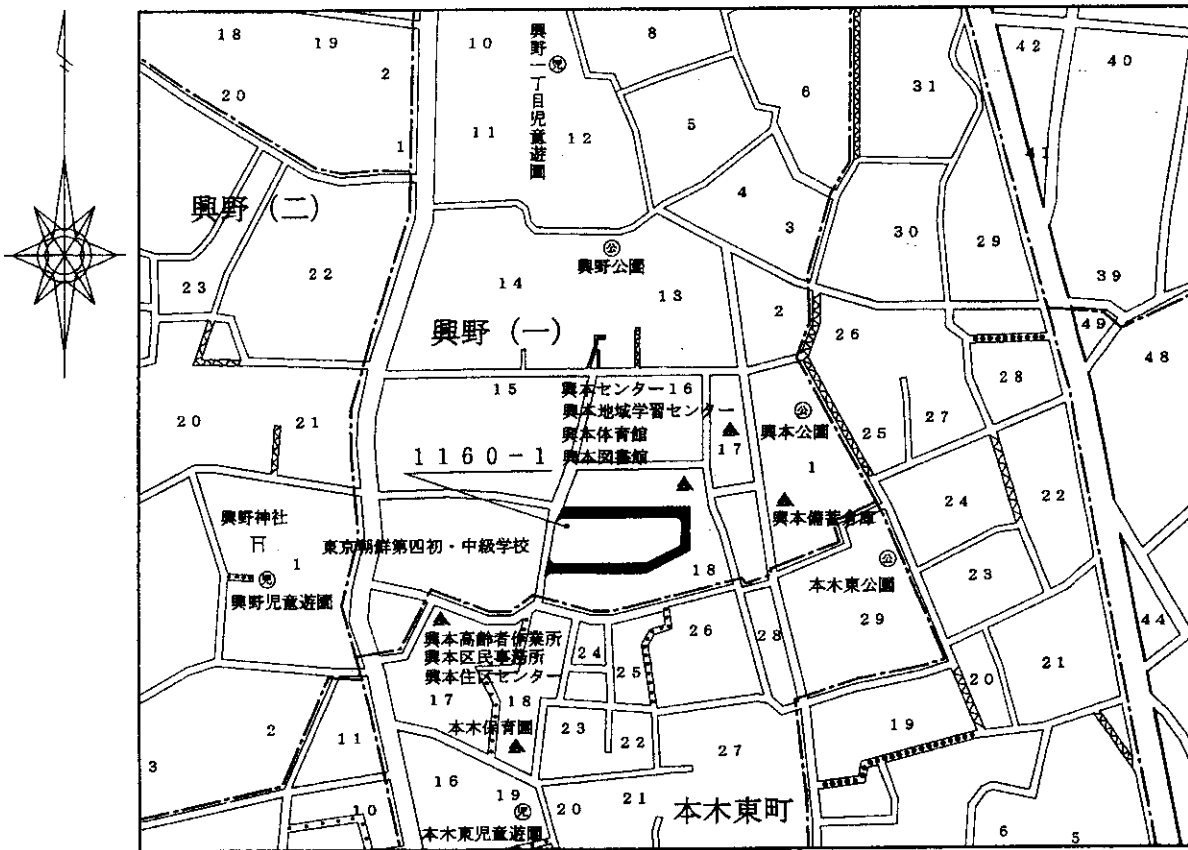 18
19
10
興野一丁目児童遊園
児
8
42
40
2
20
6
31
11
12
5
1
41
4
興野（二）
3
30
29
公
興野公園
39
23
22
14
13
2
興野（一）
26
49
48
28
15
興本センター16
興本地域学習センター
興本体育館
興本図書館
20
21
27
公
興本公園
25
17
1160-1
1
24
22
興野神社
興本備蓄倉庫
東京朝鮮第四初・中級学校
1
児
興野児童遊園
18
公
本木東公園
23
29
26
28
44
興本高齢者作業所
興本区民事務所
興本住区センター
24
25
21
20
17
18
19
2
11
本木保育園
23
22
27
3
16
19
21
20
10
児
本木東児童遊園
本木東町
6
5